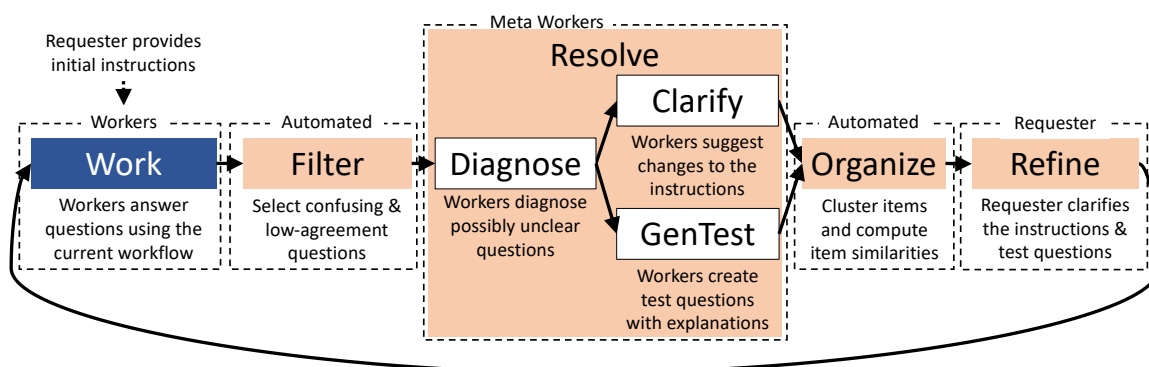 Requester provides
initial instructions
Workers
Work
Workers answer
questions using the
current workflow
Automated
Filter
Select confusing &
low-agreement
questions
Meta Workers
Resolve
Diagnose
Workers diagnose
possibly unclear
questions
Clarify
Workers suggest
changes to the
instructions
GenTest
Workers create
test questions
with explanations
Automated
Organize
Cluster items
and compute
item similarities
Requester
Refine
Requester clarifies
the instructions &
test questions